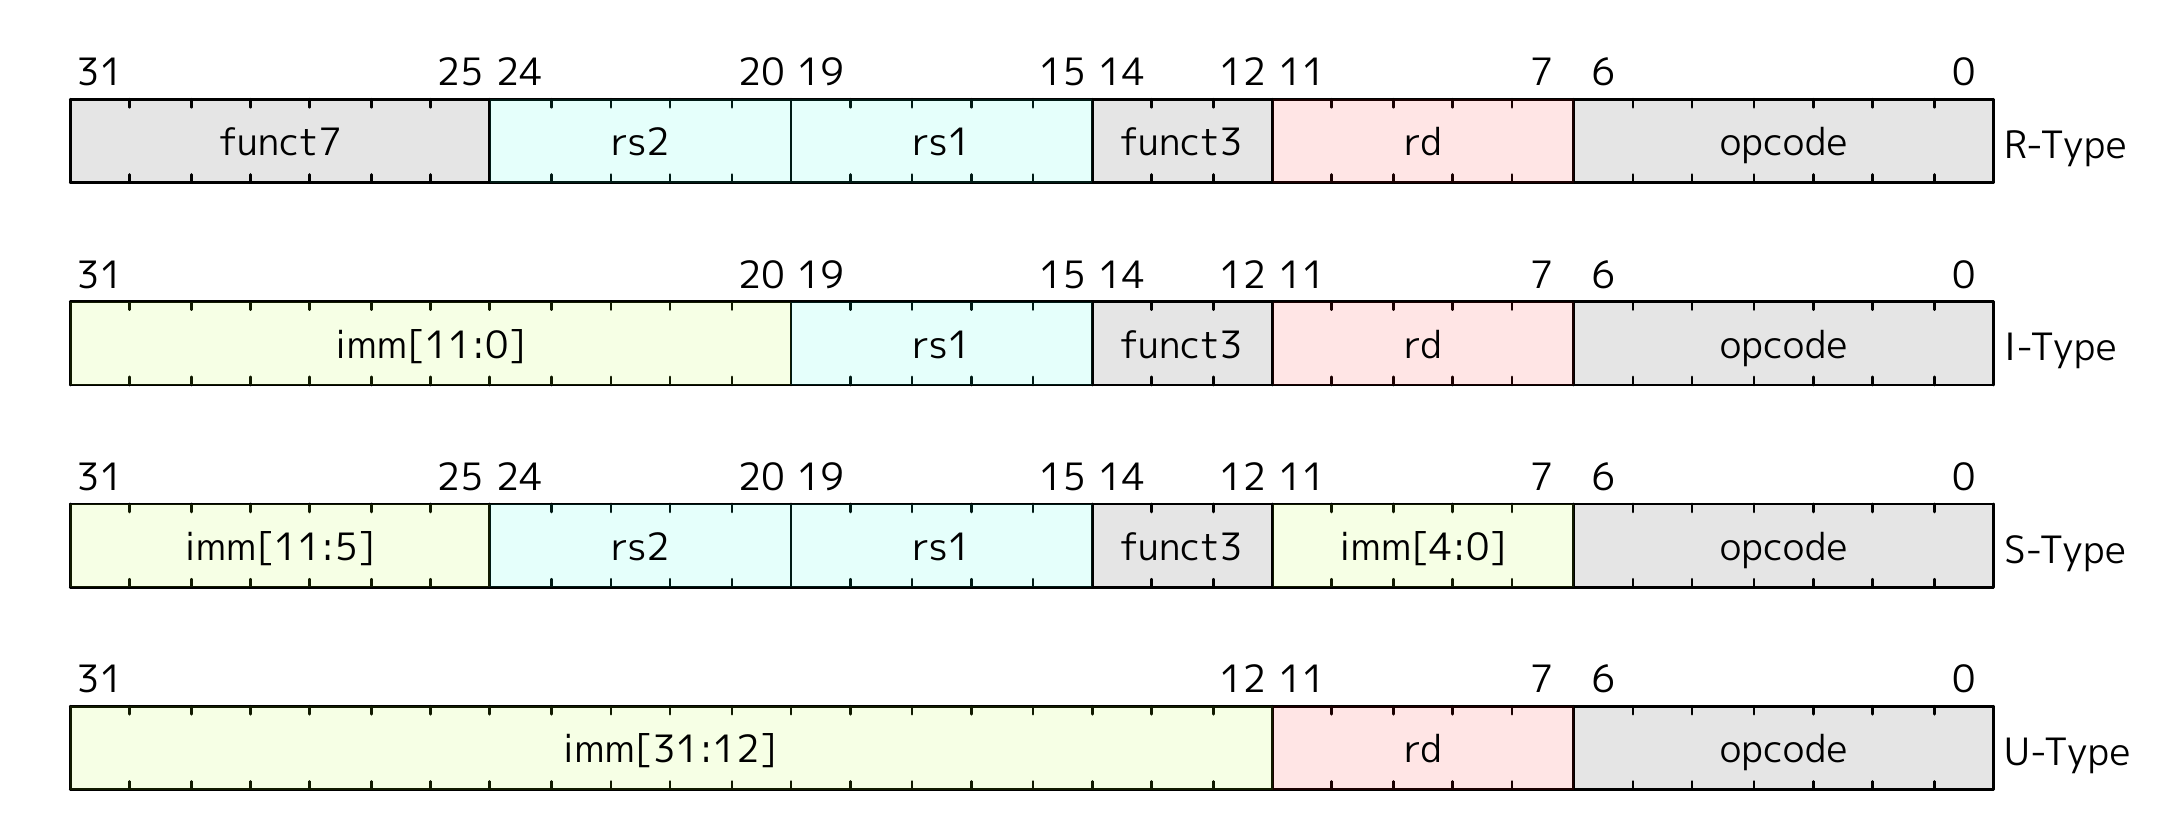 31 25 24 20 19 15 14 12 11 7 6 0
funct7 rs2 rs1 funct3 rd opcode R-Type
31 20 19 15 14 12 11 7 6 0
imm[11:0] rs1 funct3 rd opcode I-Type
31 25 24 20 19 15 14 12 11 7 6 0
imm[11:5] rs2 rs1 funct3 imm[4:0] opcode S-Type
31 12 11 7 6 0
imm[31:12] rd opcode U-Type